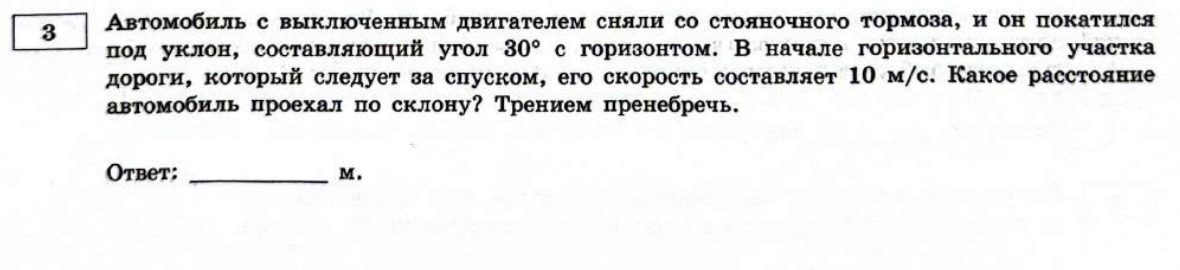 3
Автомобиль с выключенным двигателем сняли со стояночного тормоза, и он покатился
под уклон, составляющий угол 30° с горизонтом. В начале горизонтального участка
дороги, который следует за спуском, его скорость составляет 10 м/с. Какое расстояние
автомобиль проехал по склону? Трением пренебречь.
Ответ: __________ м.